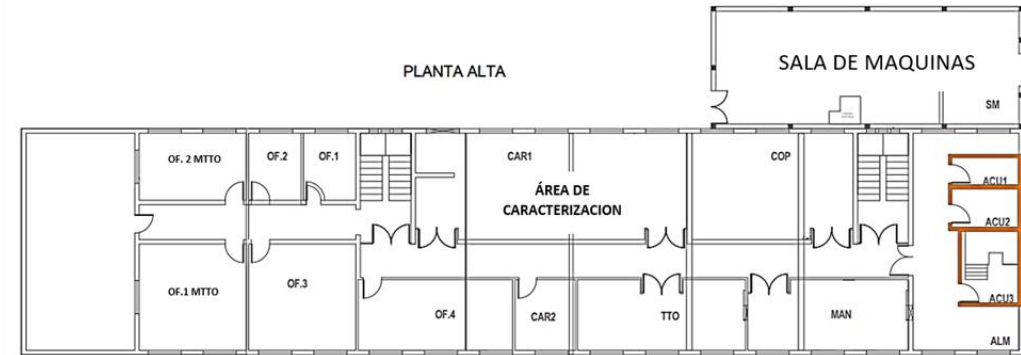 PLANTA ALTA
SALA DE MAQUINAS
SM
OF. 2 MTTO
OF.2
OF.1
CAR1
COP
ÁREA DE
CARACTERIZACION
ACU1
ACU2
OF.1 MTTO
OF.3
OF.4
CAR2
TTO
MAN
ACU3
ALM